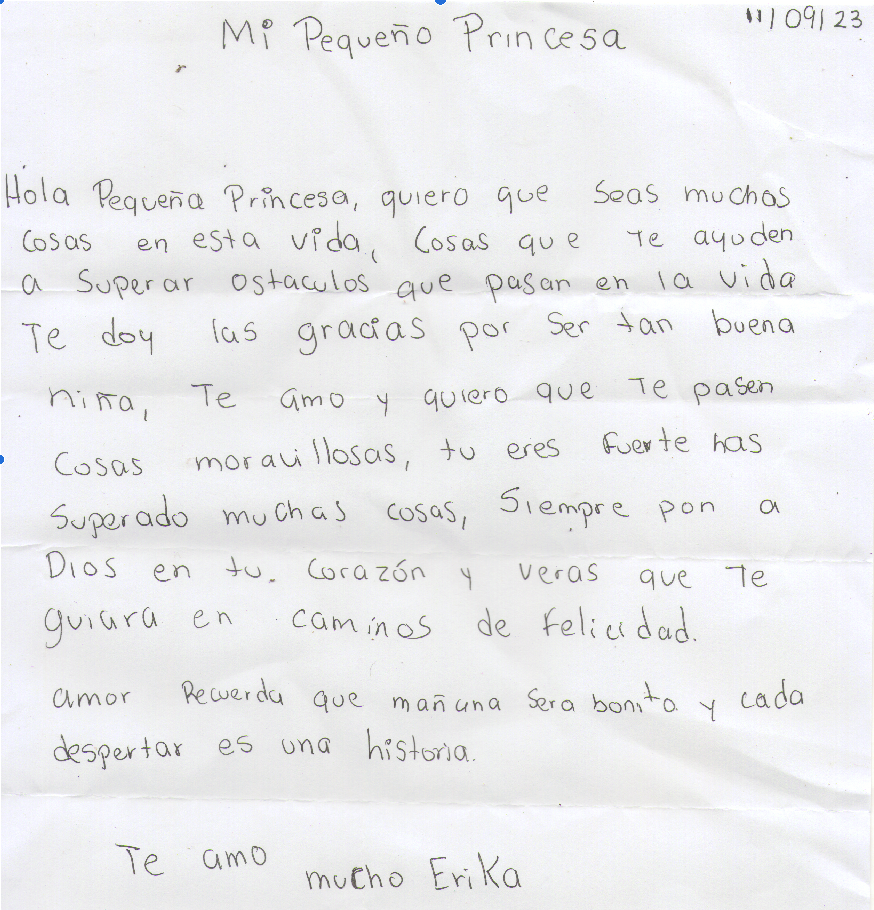 11/09/23
Mi Pequeño Princesa
Hola Pequeña Princesa, quiero que seas muchas
cosas en esta vida, cosas que Te ayuden
a Superar ostaculos que pasan en la vida
Te doy las gracias por Ser tan buena
niña, Te amo y quiero que Te pasen
Cosas moravillosas, tu eres fuerte has
Superado muchas cosas, Siempre pon a
Dios en tu. Corazón y veras que Te
guiara en caminos de felicidad.
amor Recuerda que mañana Sera bonito y cada
despertar es una historia.
Te amo
mucho Erika